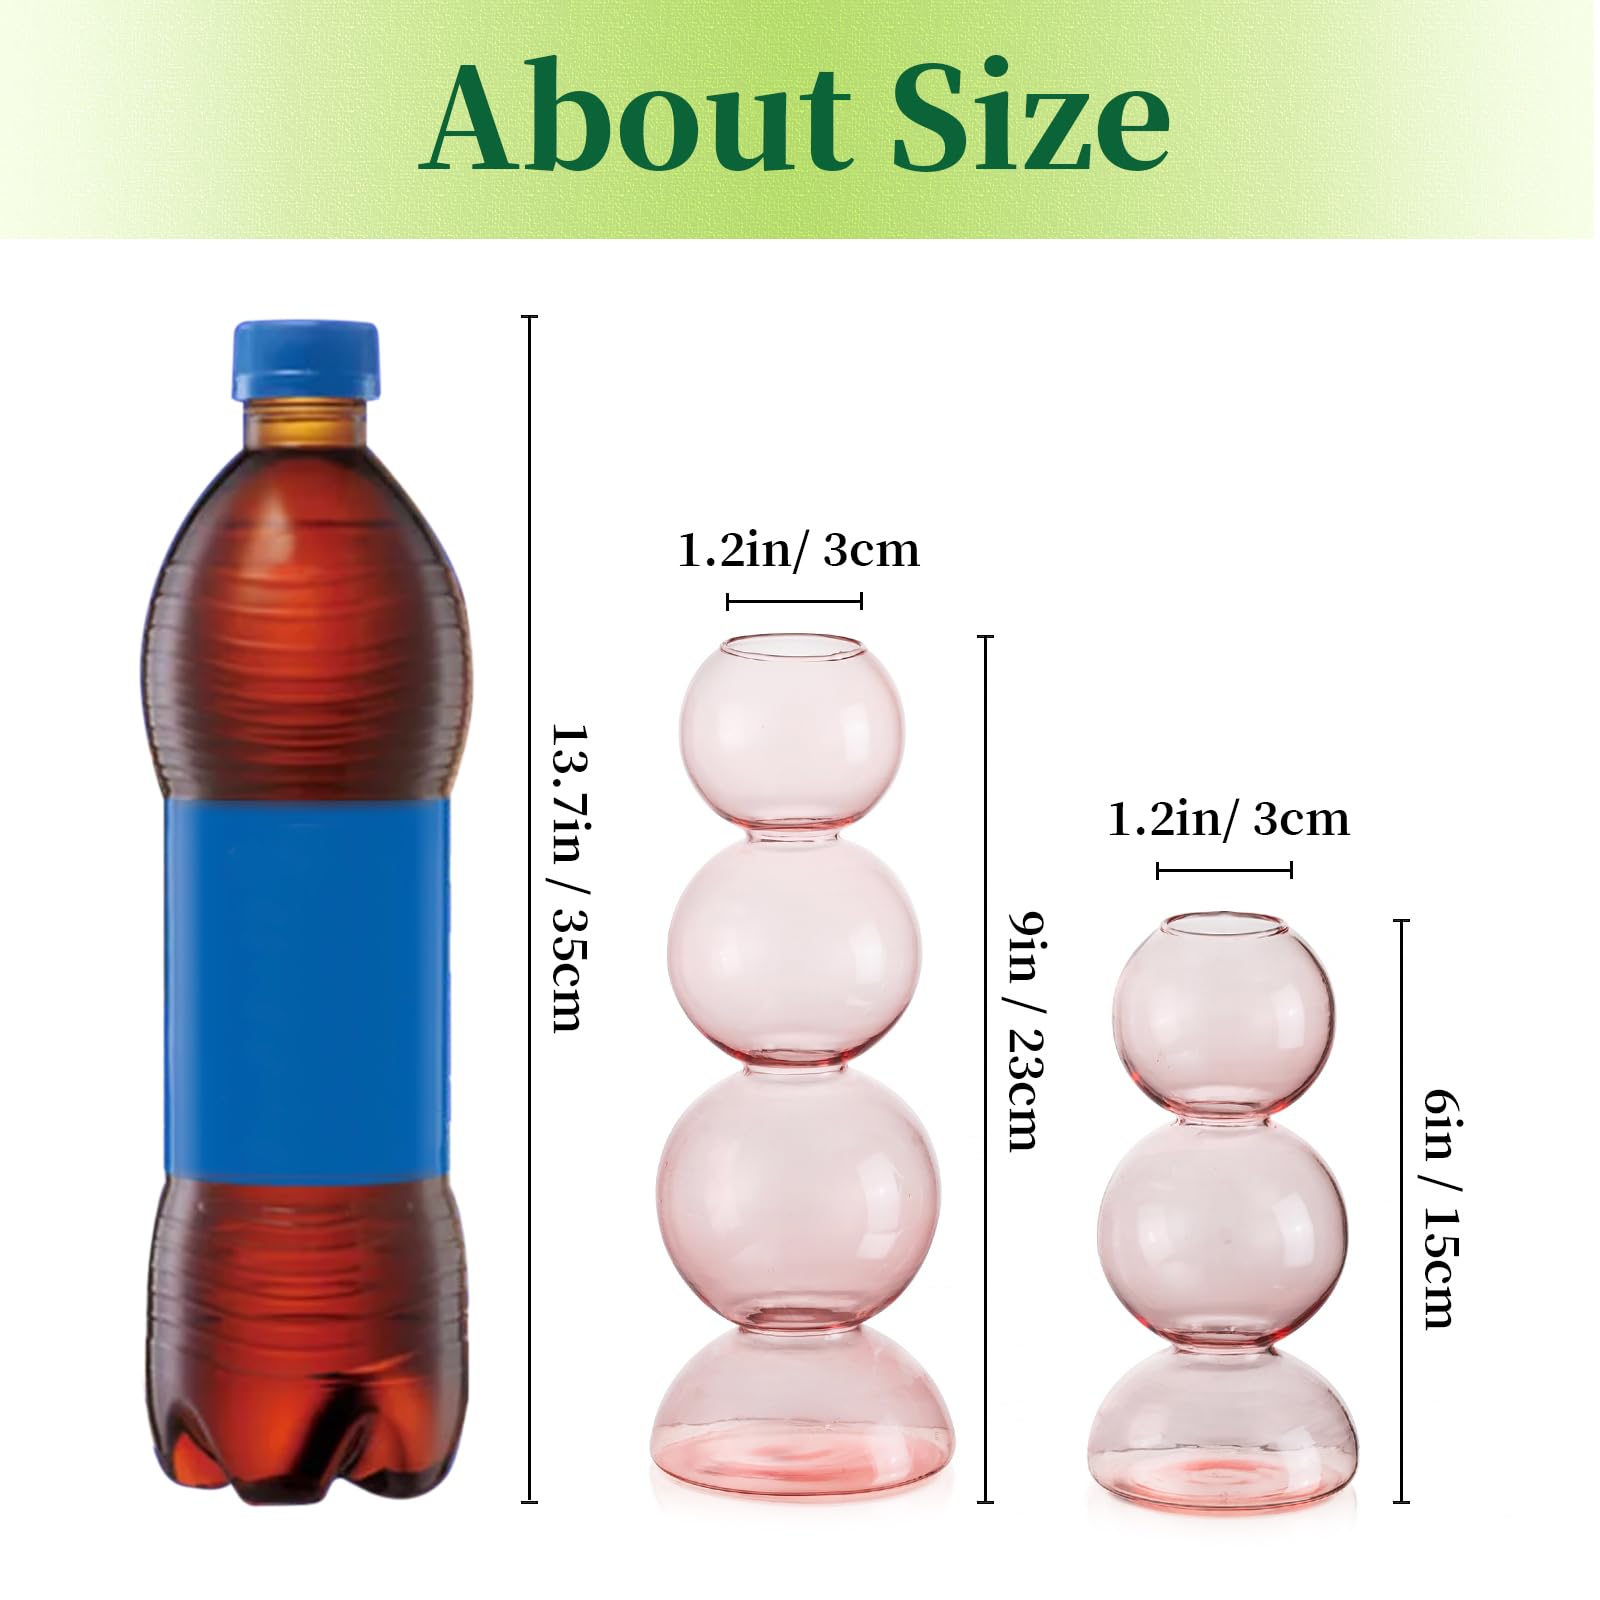 About Size
1.2in/ 3cm
13.7in / 35cm
1.2in/ 3cm
9in / 23cm
6in / 15cm